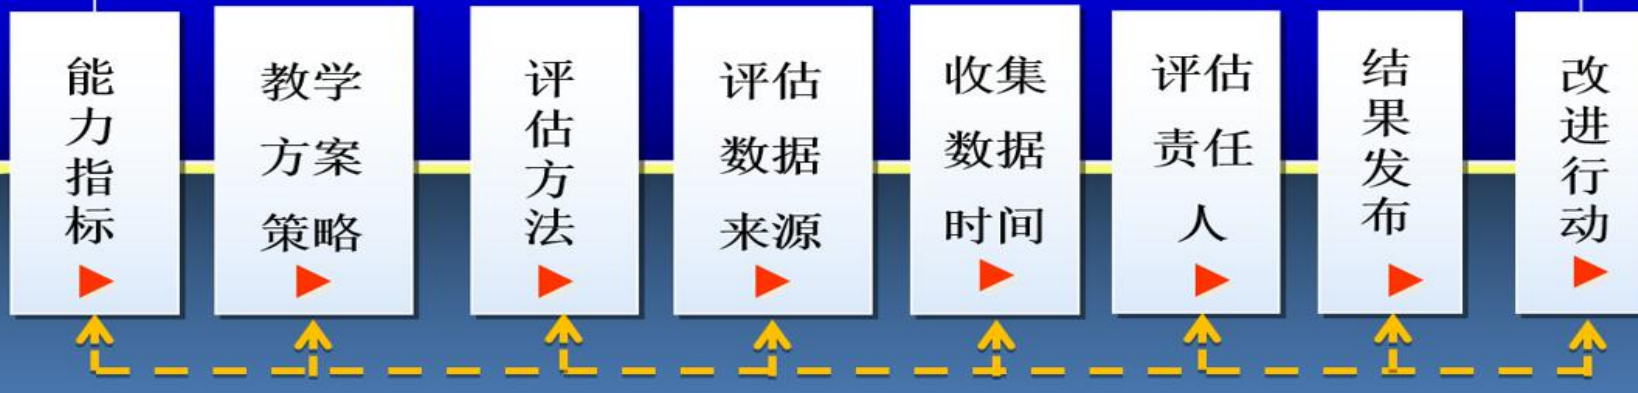 能力指标
教学
方案
策略
评估方法
评估
数据
来源
收集
数据
时间
评估
责任
人
结果发布
改进行动